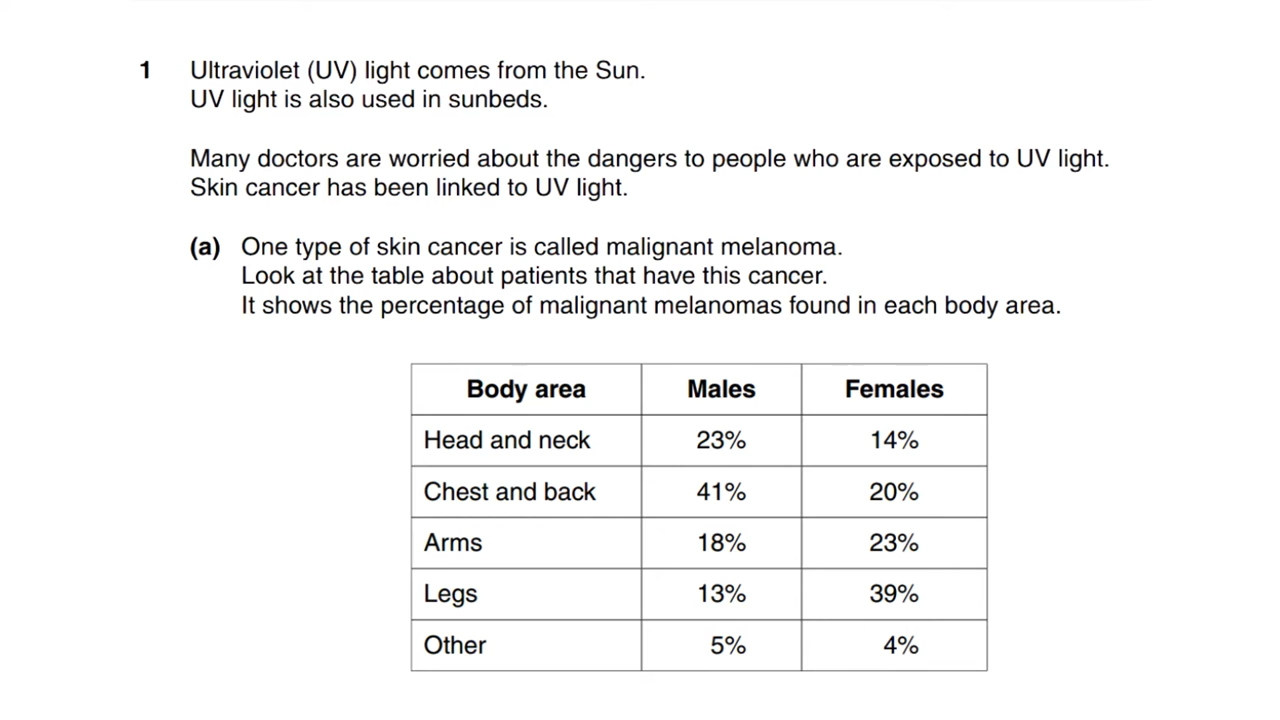 1 Ultraviolet (UV) light comes from the Sun.
UV light is also used in sunbeds.
Many doctors are worried about the dangers to people who are exposed to UV light.
Skin cancer has been linked to UV light.
(a) One type of skin cancer is called malignant melanoma.
Look at the table about patients that have this cancer.
It shows the percentage of malignant melanomas found in each body area.
Body area Males Females
Head and neck 23% 14%
Chest and back 41% 20%
Arms 18% 23%
Legs 13% 39%
Other 5% 4%